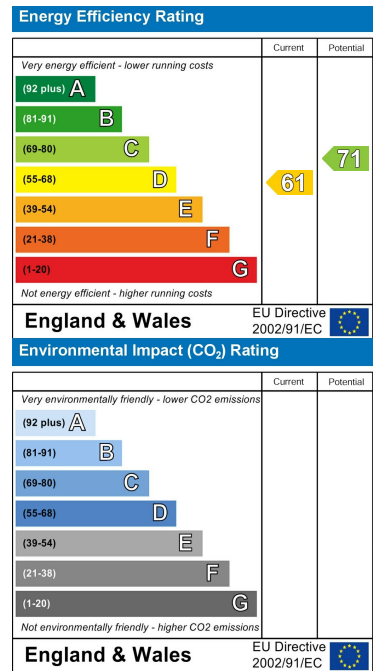 Energy Efficiency Rating
Current Potential
Very energy efficient - lower running costs
(92 plus) A
(81-91) B
(69-80) C
(55-68) D
(39-54) E
(21-38) F
(1-20) G
61
71
Not energy efficient - higher running costs
England & Wales
EU Directive
2002/91/EC
Environmental Impact (CO₂) Rating
Current Potential
Very environmentally friendly - lower CO2 emissions
(92 plus) A
(81-91) B
(69-80) C
(55-68) D
(39-54) E
(21-38) F
(1-20) G
Not environmentally friendly - higher CO2 emissions
England & Wales
EU Directive
2002/91/EC